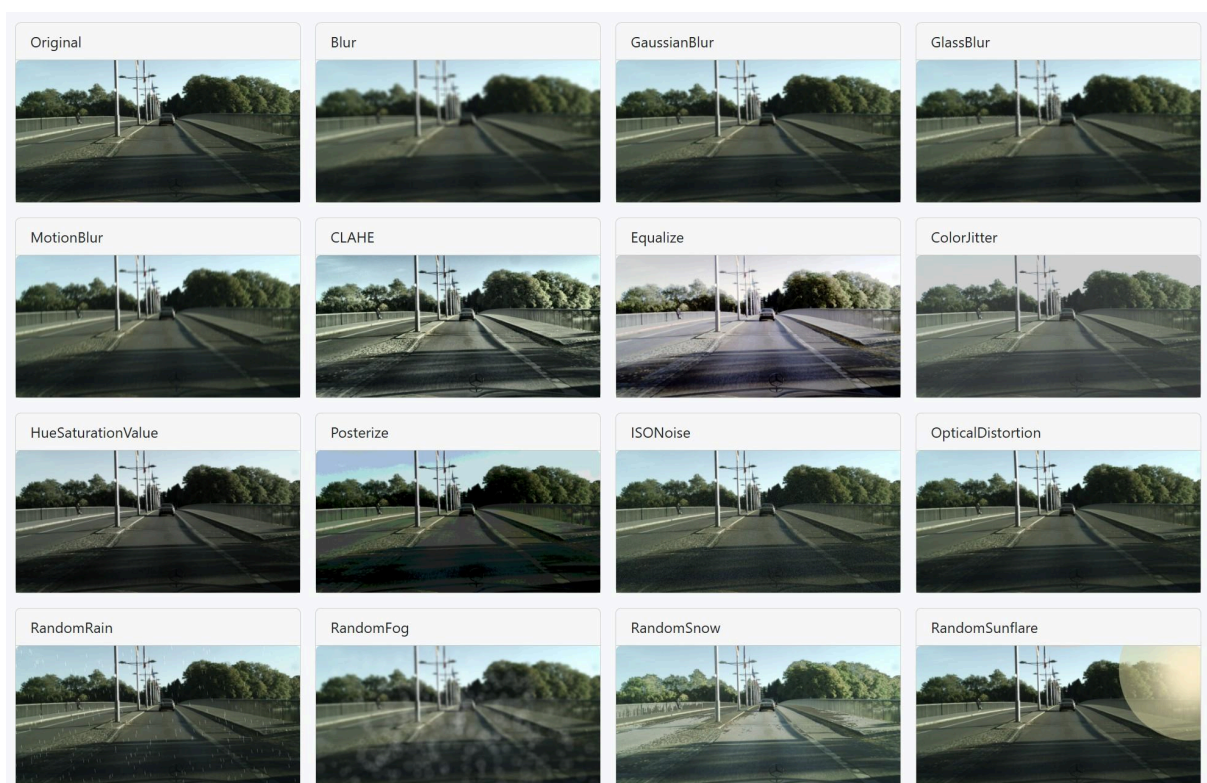 Original
Blur
GaussianBlur
GlassBlur
MotionBlur
CLAHE
Equalize
ColorJitter
HueSaturationValue
Posterize
ISONoise
OpticalDistortion
RandomRain
RandomFog
RandomSnow
RandomSunflare